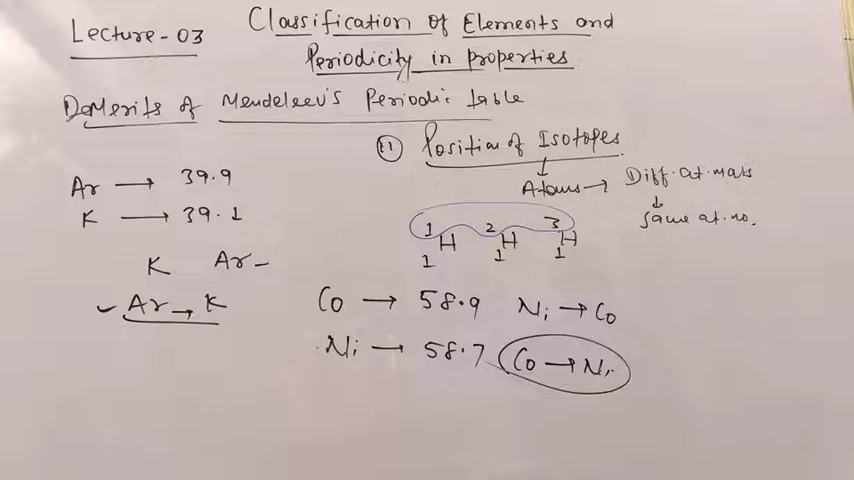 Lecture-03
Classification of Elements and
Periodicity in properties
DeMerits of Mendeleev's Periodic table
(ii) Position of Isotopes.
↓
Atoms → Diff. at. mass
↓
same at. no.
Ar → 39.9
K → 39.1
K Ar -
✓ Ar → K
1 2 3
H H H
1 1 1
Co → 58.9 Ni → Co
Ni → 58.7 Co → Ni